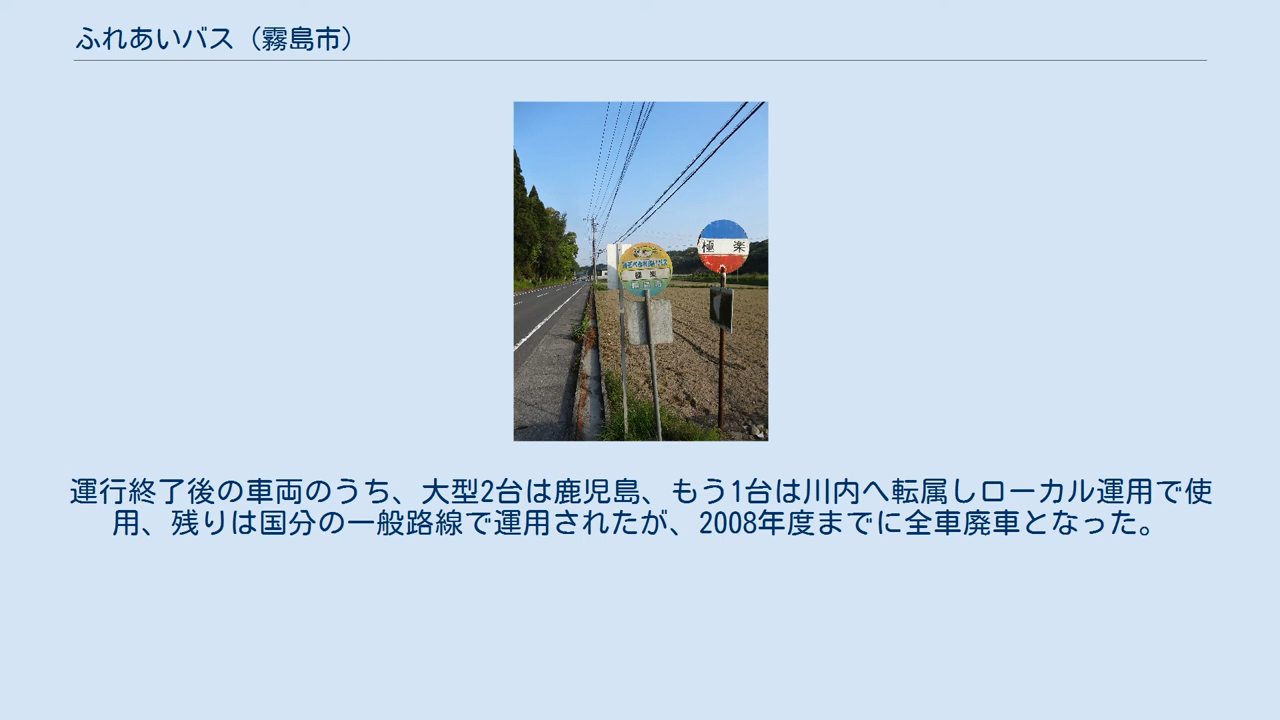 ふれあいバス（霧島市）
極楽
極楽
運行終了後の車両のうち、大型2台は鹿児島、もう1台は川内へ転属しローカル運用で使
用、残りは国分の一般路線で運用されたが、2008年度までに全車廃車となった。